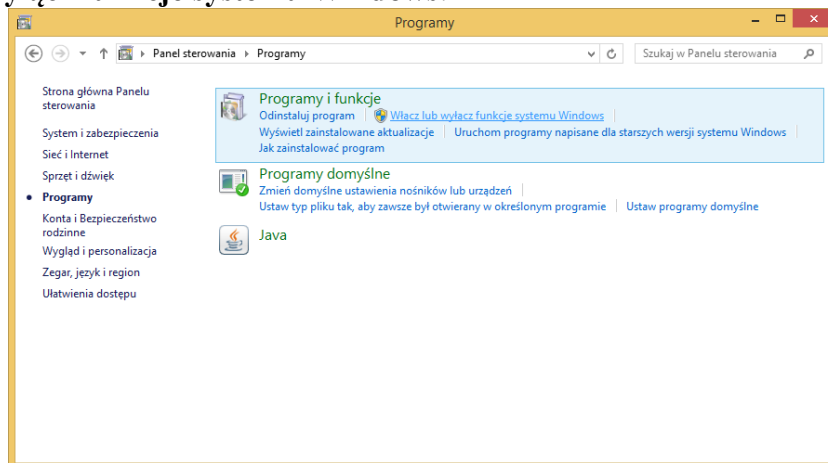 Programy
Panel sterowania
Programy
Szukaj w Panelu sterowania
Strona główna Panelu
sterowania
System i zabezpieczenia
Sieć i Internet
Sprzęt i dźwięk
Programy
Konta i Bezpieczeństwo
rodzinne
Wygląd i personalizacja
Zegar, język i region
Ułatwienia dostępu
Programy i funkcje
Odinstaluj program Włącz lub wyłącz funkcje systemu Windows
Wyświetl zainstalowane aktualizacje Uruchom programy napisane dla starszych wersji systemu Windows
Jak zainstalować program
Programy domyślne
Zmień domyślne ustawienia nośników lub urządzeń
Ustaw typ pliku tak, aby zawsze był otwierany w określonym programie Ustaw programy domyślne
Java